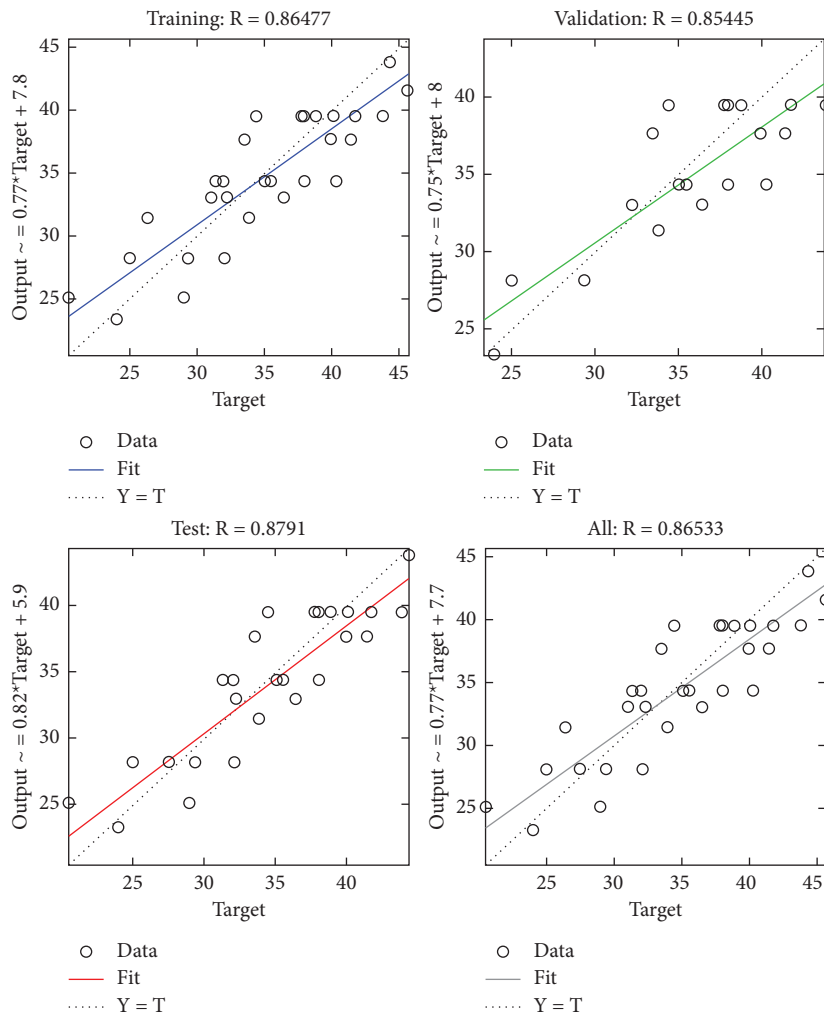 Training: R = 0.86477
Output ~ = 0.77*Target + 7.8
45
40
35
30
25
25 30 35 40 45
Target
Data
Fit
Y = T
Validation: R = 0.85445
Output ~ = 0.75*Target + 8
40
35
30
25
25 30 35 40
Target
Data
Fit
Y = T
Test: R = 0.8791
Output ~ = 0.82*Target + 5.9
40
35
30
25
25 30 35 40
Target
Data
Fit
Y = T
All: R = 0.86533
Output ~ = 0.77*Target + 7.7
45
40
35
30
25
25 30 35 40 45
Target
Data
Fit
Y = T